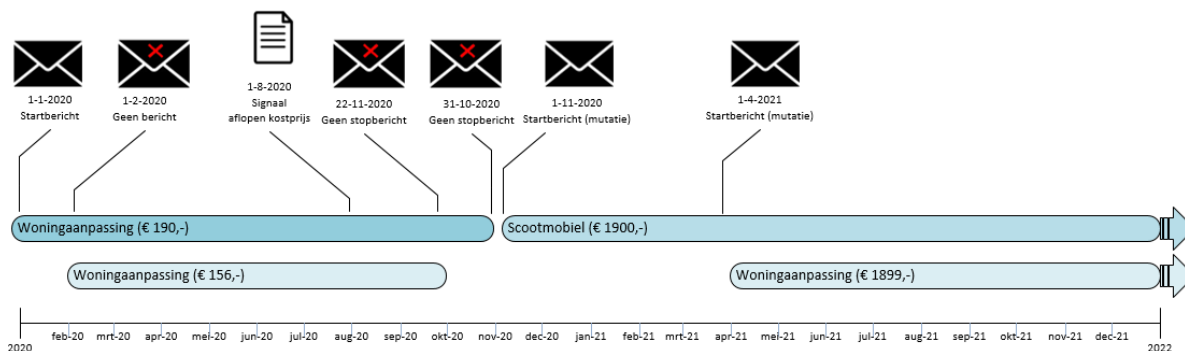 1-1-2020
Startbericht
1-2-2020
Geen bericht
1-8-2020
Signaal
aflopen kostprijs
22-11-2020
Geen stopbericht
31-10-2020
Geen stopbericht
1-11-2020
Startbericht (mutatie)
1-4-2021
Startbericht (mutatie)
Woningaanpassing (€ 190,-)
Scootmobiel (€ 1900,-)
Woningaanpassing (€ 156,-)
Woningaanpassing (€ 1899,-)
feb-20 mrt-20 apr-20 mei-20 jun-20 jul-20 aug-20 sep-20 okt-20 nov-20 dec-20 jan-21 feb-21 mrt-21 apr-21 mei-21 jun-21 jul-21 aug-21 sep-21 okt-21 nov-21 dec-21
2020 2022